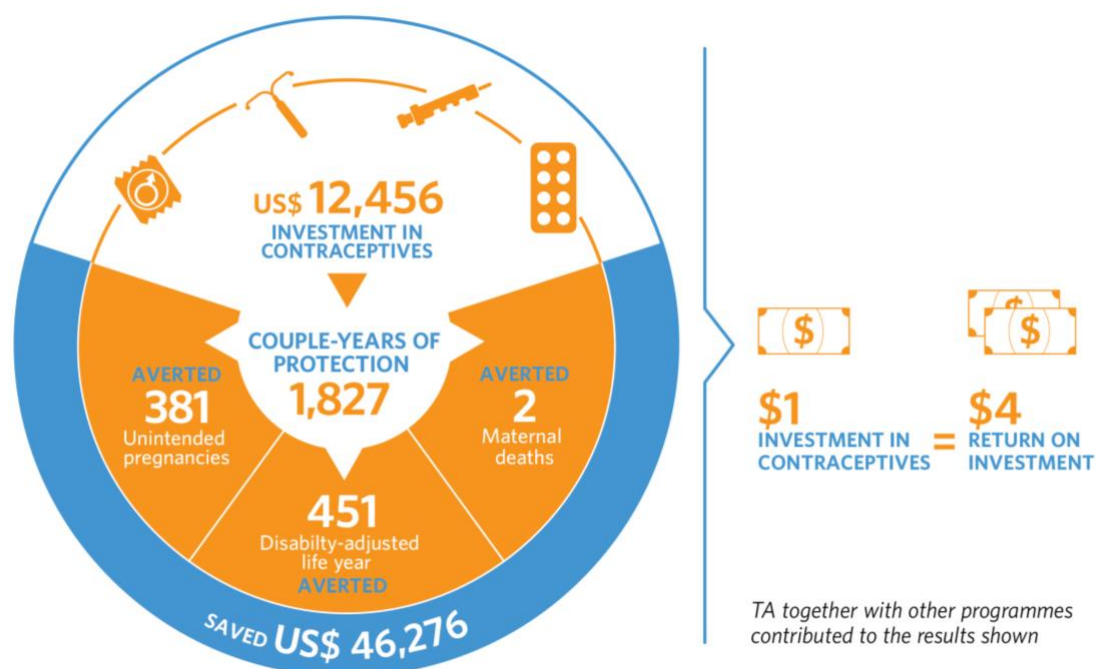 US$ 12,456
INVESTMENT IN
CONTRACEPTIVES
COUPLE-YEARS OF
PROTECTION
1,827
AVERTED
381
Unintended
pregnancies
451
Disabilty-adjusted
life year
AVERTED
AVERTED
2
Maternal
deaths
SAVED US$ 46,276
$
$1
INVESTMENT IN
CONTRACEPTIVES
=
$
$
$4
RETURN ON
INVESTMENT
TA together with other programmes
contributed to the results shown